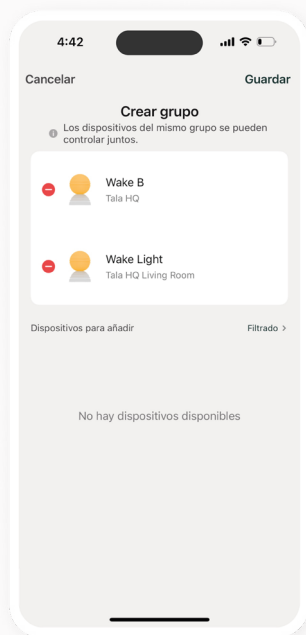 4:42
Cancelar
Guardar
Crear grupo
Los dispositivos del mismo grupo se pueden
controlar juntos.
Wake B
Tala HQ
Wake Light
Tala HQ Living Room
Dispositivos para añadir
Filtrado >
No hay dispositivos disponibles